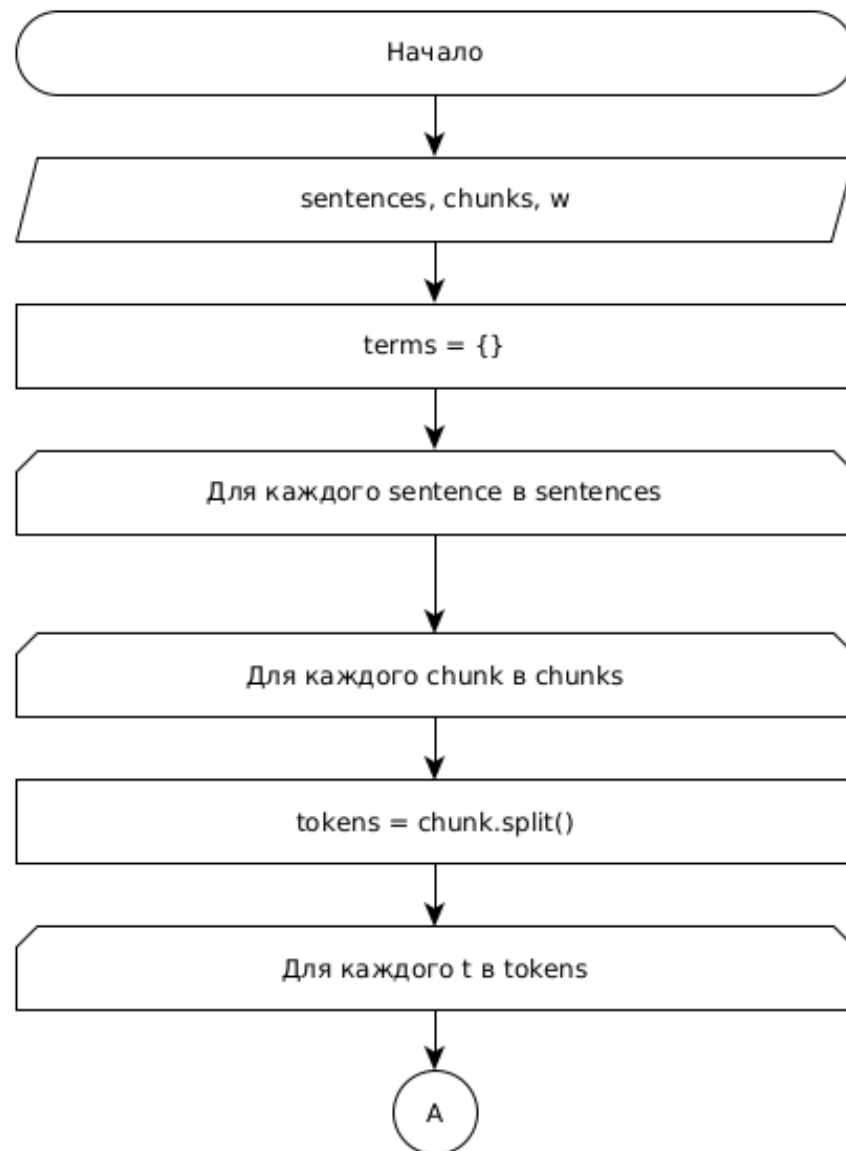 Начало
sentences, chunks, w
terms = {}
Для каждого sentence в sentences
Для каждого chunk в chunks
tokens = chunk.split()
Для каждого t в tokens
A